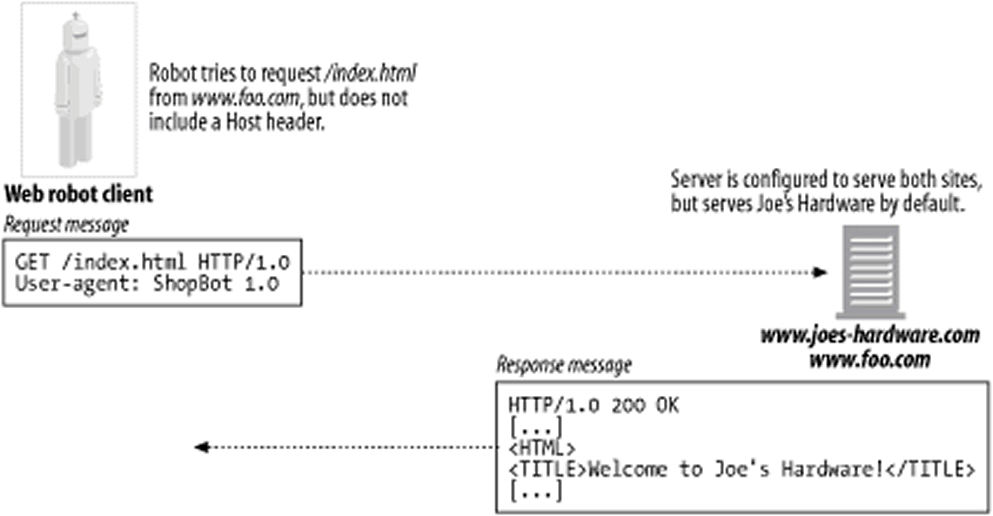 Robot tries to request /index.html
from www.foo.com, but does not
include a Host header.
Web robot client
Request message
GET /index.html HTTP/1.0
User-agent: ShopBot 1.0
Server is configured to serve both sites,
but serves Joe's Hardware by default.
www.joes-hardware.com
www.foo.com
Response message
HTTP/1.0 200 OK
[...]
<HTML>
<TITLE>Welcome to Joe's Hardware!</TITLE>
[...]